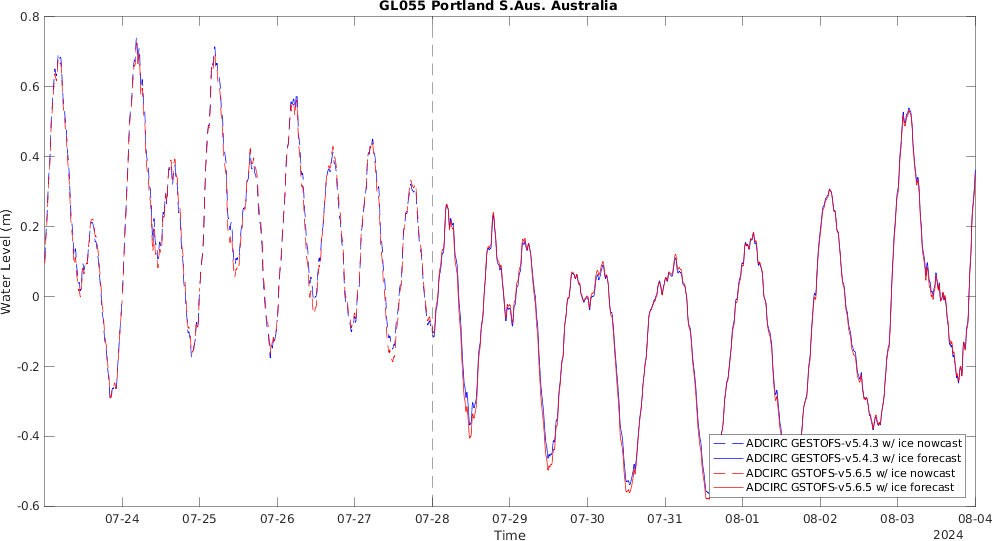 GL055 Portland S.Aus. Australia
Water Level (m)
0.8
0.6
0.4
0.2
0
-0.2
-0.4
-0.6
ADCIRC GESTOFS-v5.4.3 w/ ice nowcast
ADCIRC GESTOFS-v5.4.3 w/ ice forecast
ADCIRC GSTOFS-v5.6.5 w/ ice nowcast
ADCIRC GSTOFS-v5.6.5 w/ ice forecast
07-24 07-25 07-26 07-27 07-28 07-29 07-30 07-31 08-01 08-02 08-03 08-04
Time
2024